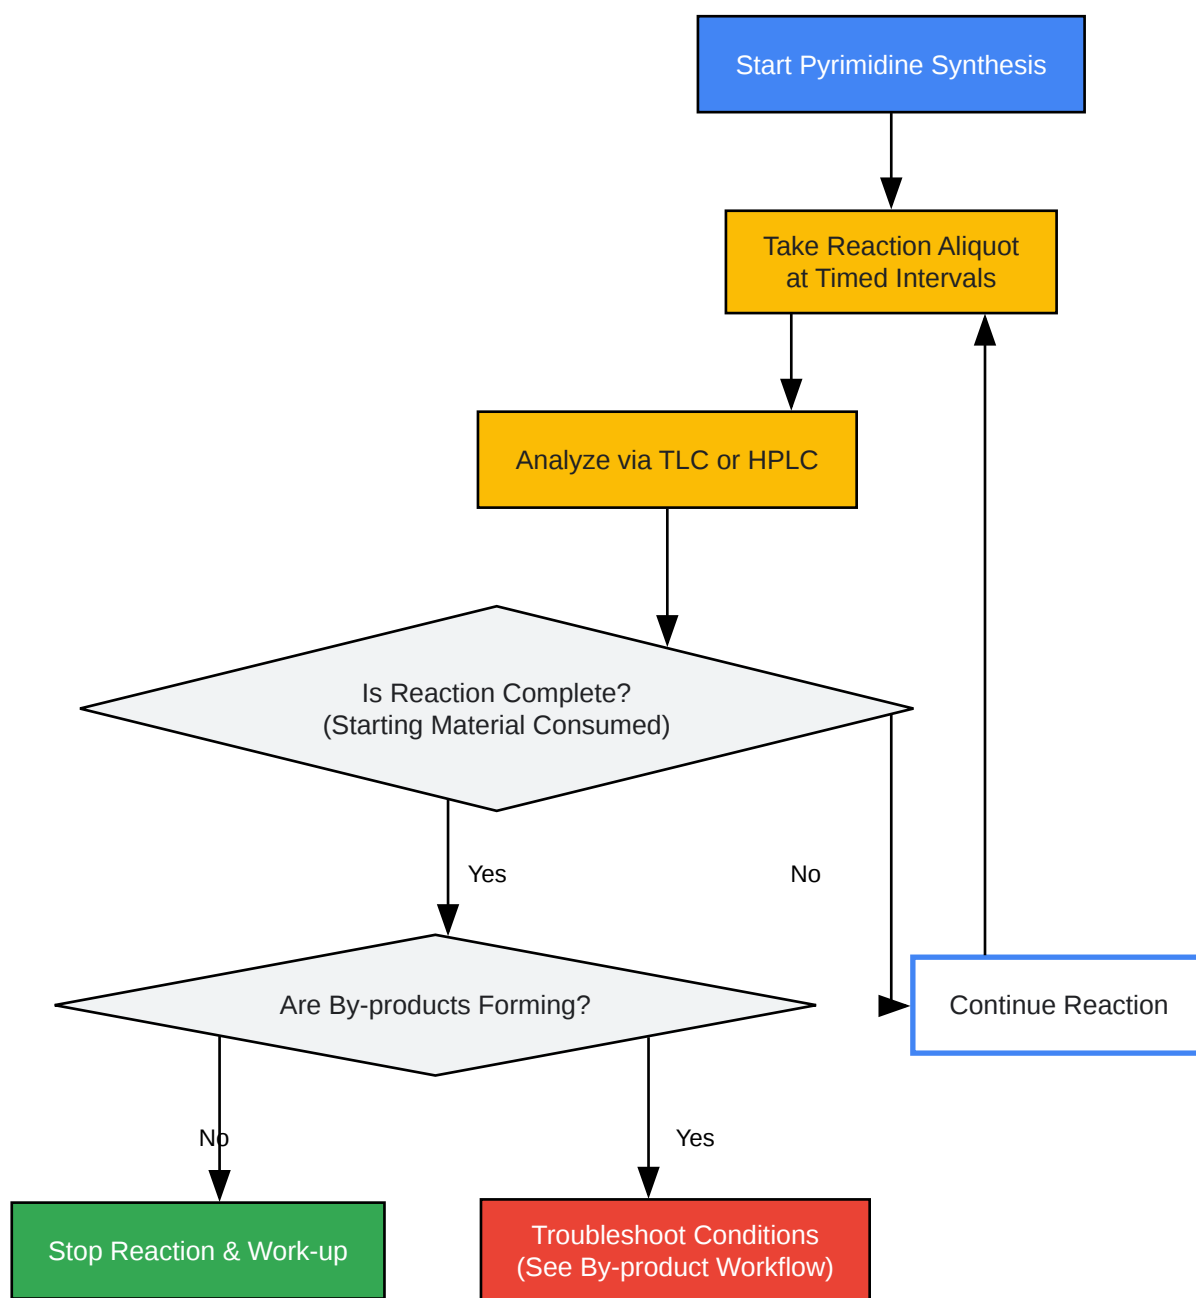 Start Pyrimidine Synthesis
Take Reaction Aliquot
at Timed Intervals
Analyze via TLC or HPLC
Is Reaction Complete?
(Starting Material Consumed)
Yes
No
Are By-products Forming?
Continue Reaction
No
Yes
Stop Reaction & Work-up
Troubleshoot Conditions
(See By-product Workflow)